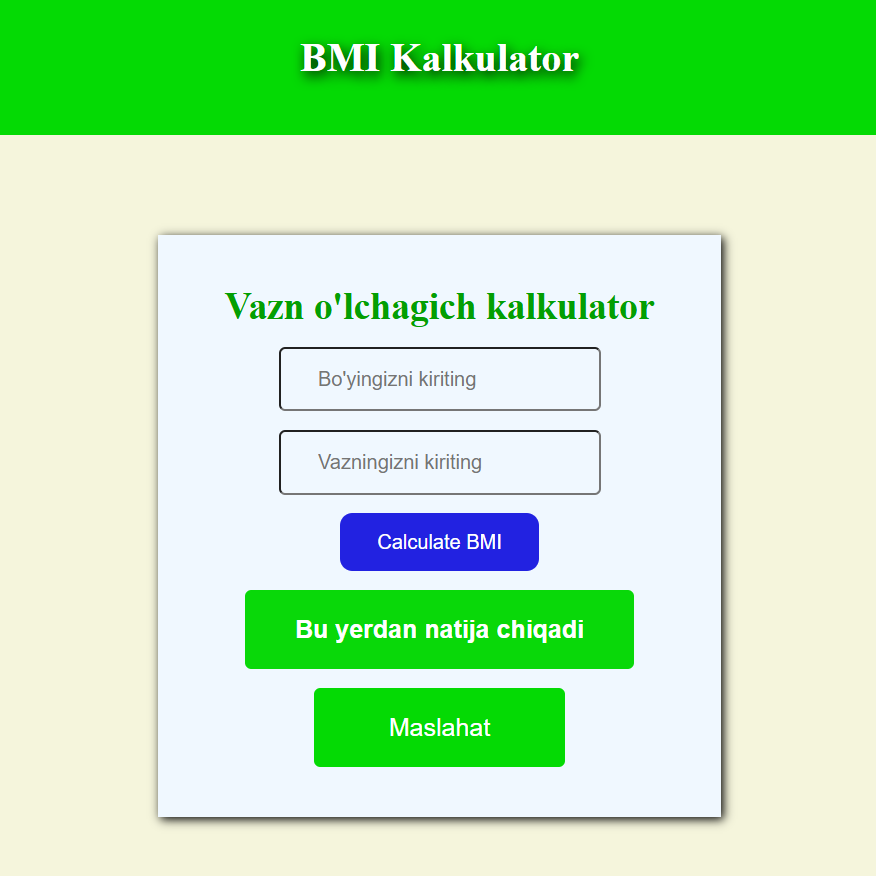 BMI Kalkulator
Vazn o'lchagich kalkulator
Bo'yingizni kiriting
Vazningizni kiriting
Calculate BMI
Bu yerdan natija chiqadi
Maslahat